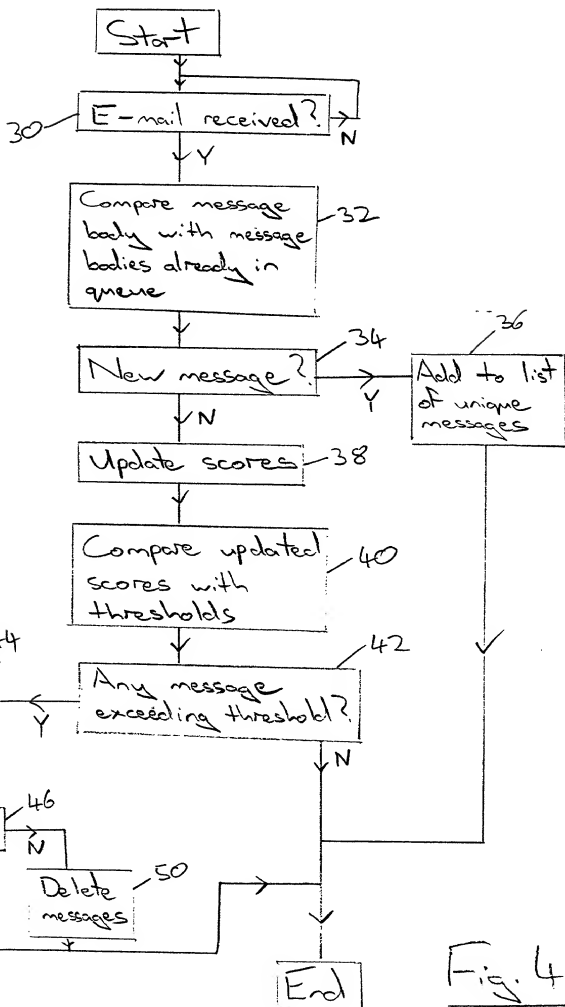 Start
30
E-mail received?
N
Y
Compare message
body with message
bodies already in
queue
32
34
New message?
Y
36
Add to list
of unique
messages
N
Update scores
38
Compare updated
scores with
thresholds
40
42
Any message
exceeding threshold?
Y
N
46
N
Delete
messages
50
End
Fig. 4